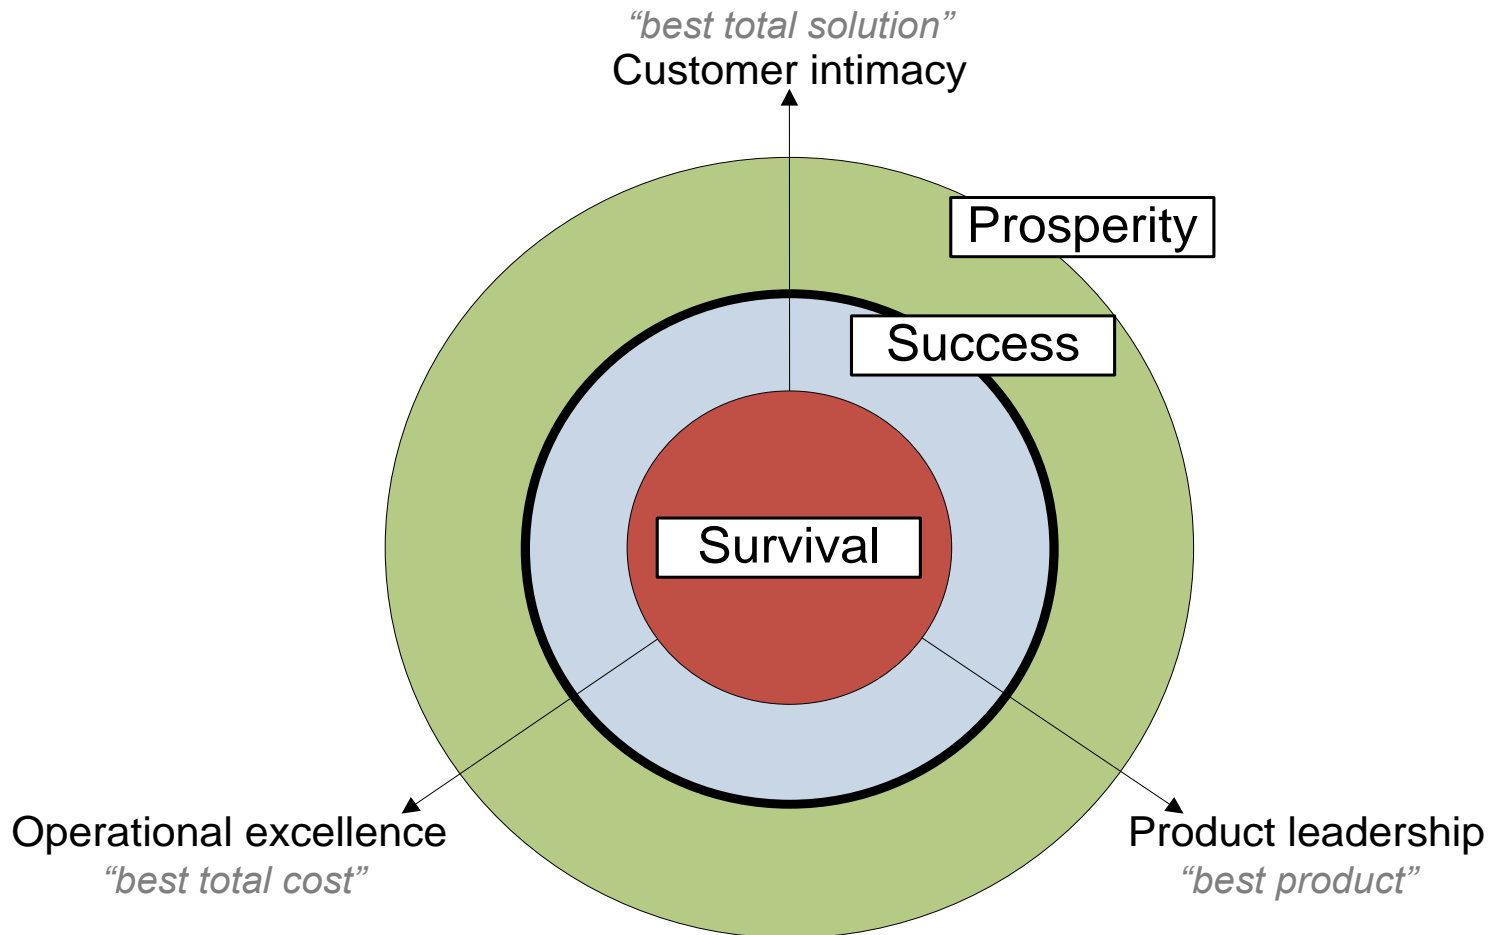 “best total solution”
Customer intimacy
Prosperity
Success
Survival
Operational excellence
“best total cost”
Product leadership
“best product”